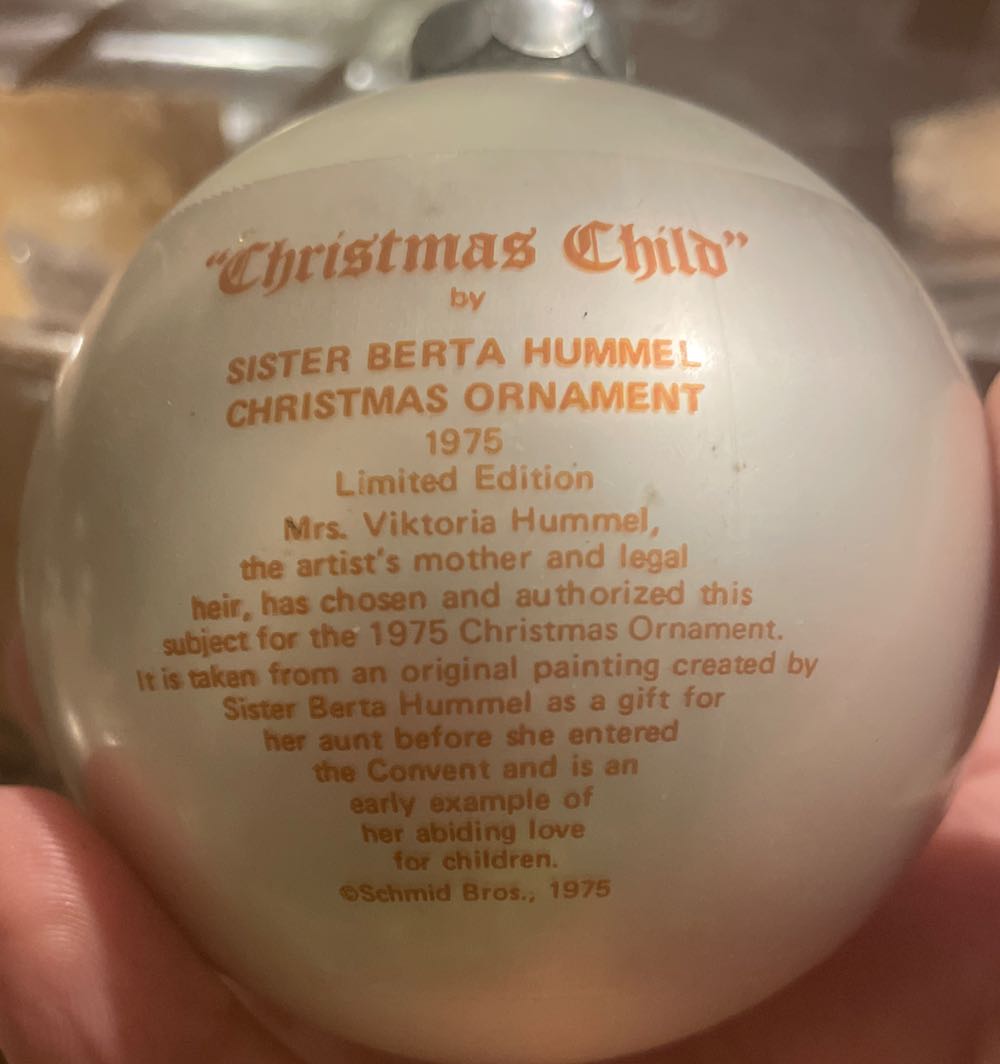 “Christmas Child”
by
SISTER BERTA HUMMEL
CHRISTMAS ORNAMENT
1975
Limited Edition
Mrs. Viktoria Hummel,
the artist's mother and legal
heir, has chosen and authorized this
subject for the 1975 Christmas Ornament.
It is taken from an original painting created by
Sister Berta Hummel as a gift for
her aunt before she entered
the Convent and is an
early example of
her abiding love
for children.
©Schmid Bros., 1975